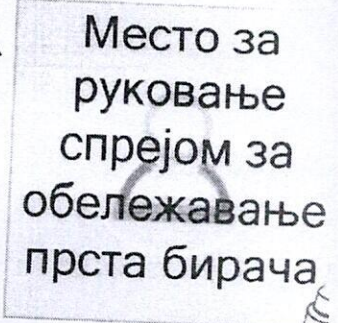 Место за
руковање
спрејом за
обележавање
прста бирача